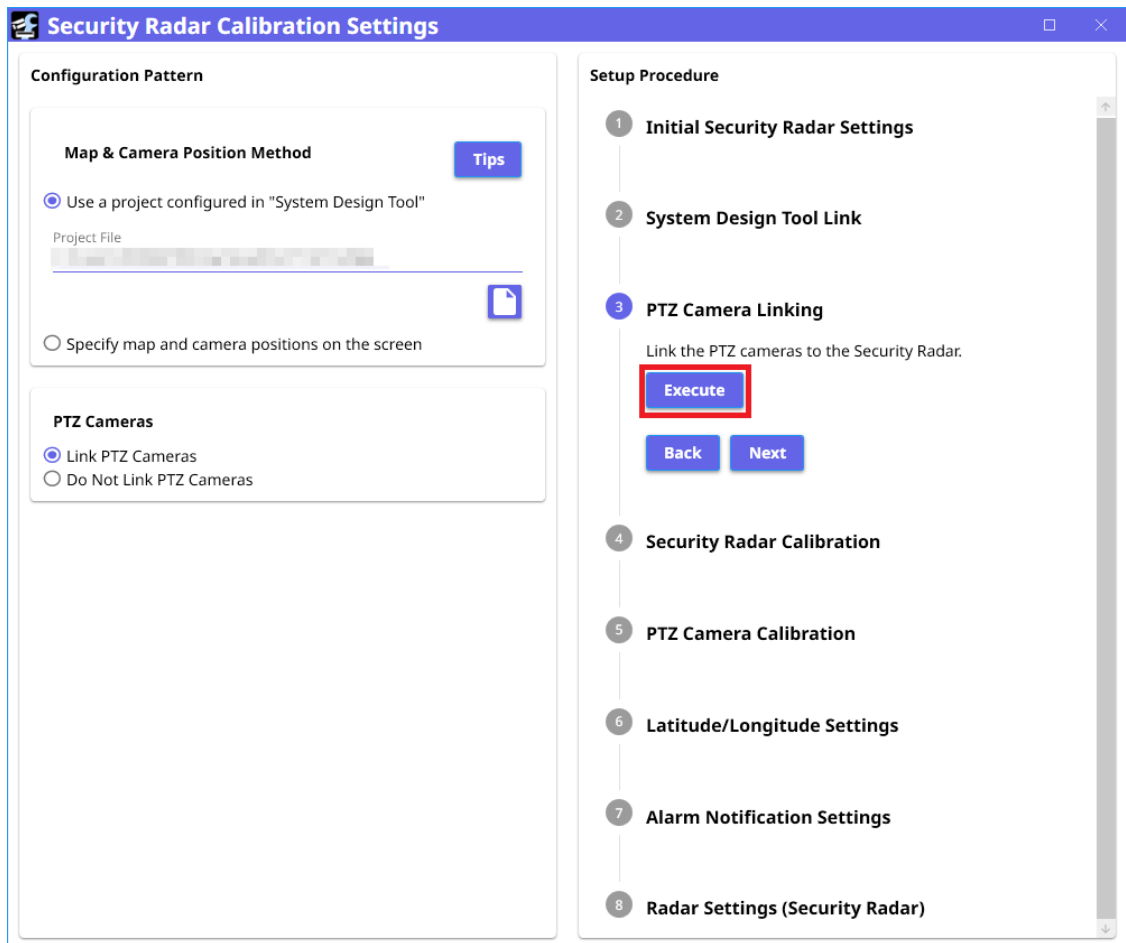 Security Radar Calibration Settings
Configuration Pattern
Map & Camera Position Method
Tips
Use a project configured in "System Design Tool"
Project File
Specify map and camera positions on the screen
PTZ Cameras
Link PTZ Cameras
Do Not Link PTZ Cameras
Setup Procedure
1 Initial Security Radar Settings
2 System Design Tool Link
3 PTZ Camera Linking
Link the PTZ cameras to the Security Radar.
Execute
Back Next
4 Security Radar Calibration
5 PTZ Camera Calibration
6 Latitude/Longitude Settings
7 Alarm Notification Settings
8 Radar Settings (Security Radar)